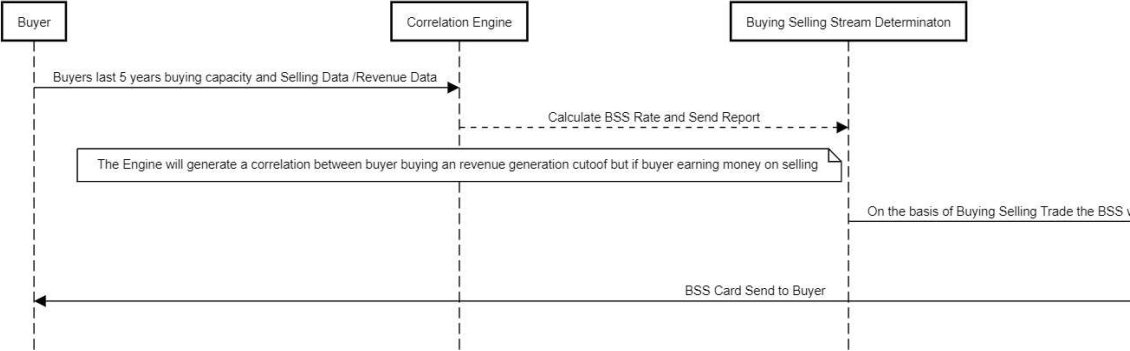 Buyer
Correlation Engine
Buying Selling Stream Determinaton
Buyers last 5 years buying capacity and Selling Data /Revenue Data
Calculate BSS Rate and Send Report
The Engine will generate a correlation between buyer buying an revenue generation cutoof but if buyer earning money on selling
On the basis of Buying Selling Trade the BSS
BSS Card Send to Buyer